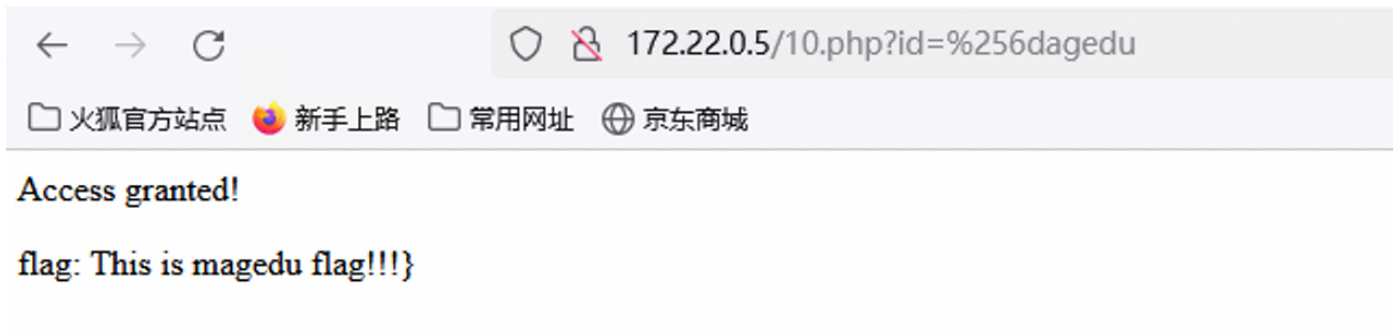 172.22.0.5/10.php?id=%256dagedu
火狐官方站点 新手上路 常用网址 京东商城
Access granted!
flag: This is magedu flag!!!}